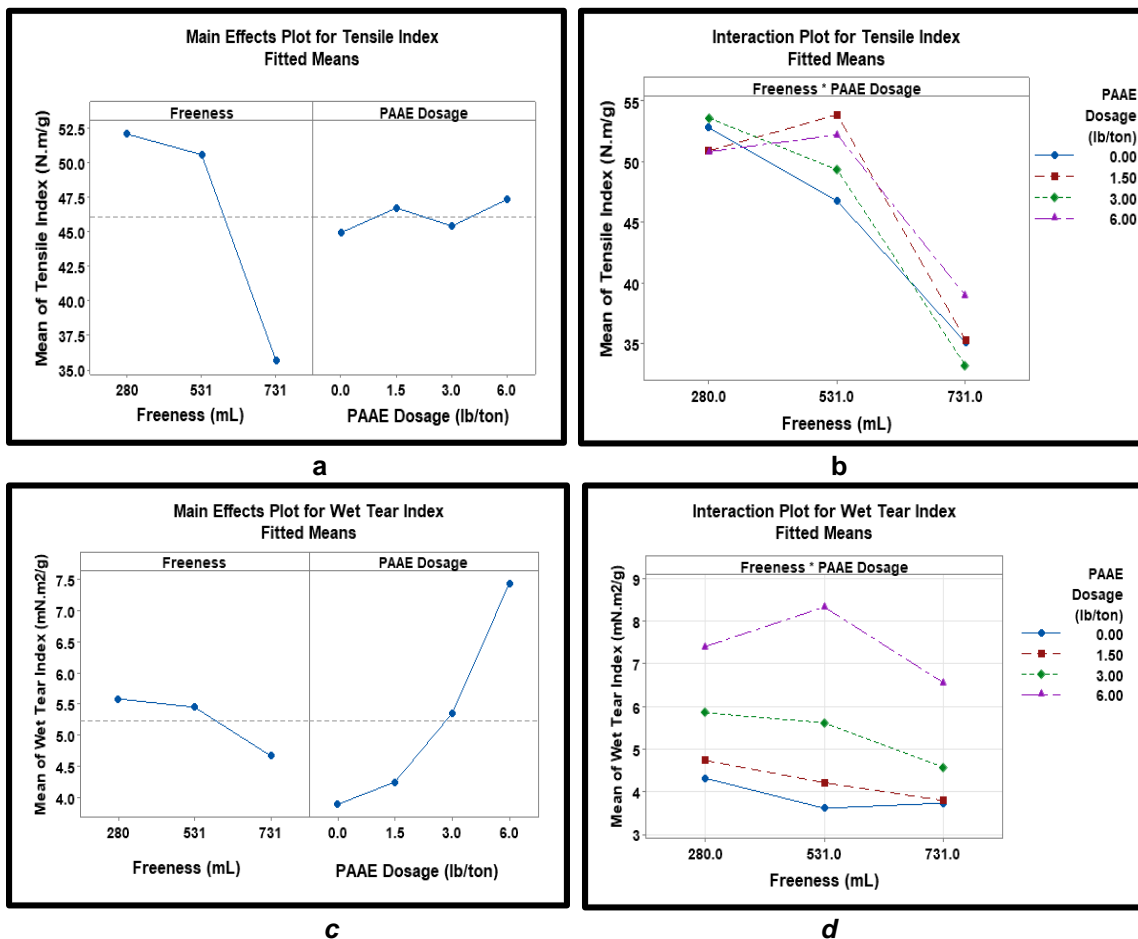 Main Effects Plot for Tensile Index
Fitted Means
Freeness
PAAE Dosage
Mean of Tensile Index (N.m/g)
52.5
50.0
47.5
45.0
42.5
40.0
37.5
35.0
280
531
731
0.0
1.5
3.0
6.0
Freeness (mL)
PAAE Dosage (lb/ton)
a
Interaction Plot for Tensile Index
Fitted Means
Freeness * PAAE Dosage
Mean of Tensile Index (N.m/g)
55
50
45
40
35
280.0
531.0
731.0
Freeness (mL)
PAAE
Dosage
(lb/ton)
0.00
1.50
3.00
6.00
b
Main Effects Plot for Wet Tear Index
Fitted Means
Freeness
PAAE Dosage
Mean of Wet Tear Index (mN.m2/g)
7.5
7.0
6.5
6.0
5.5
5.0
4.5
4.0
280
531
731
0.0
1.5
3.0
6.0
Freeness (mL)
PAAE Dosage (lb/ton)
c
Interaction Plot for Wet Tear Index
Fitted Means
Freeness * PAAE Dosage
Mean of Wet Tear Index (mN.m2/g)
9
8
7
6
5
4
3
280.0
531.0
731.0
Freeness (mL)
PAAE
Dosage
(lb/ton)
0.00
1.50
3.00
6.00
d